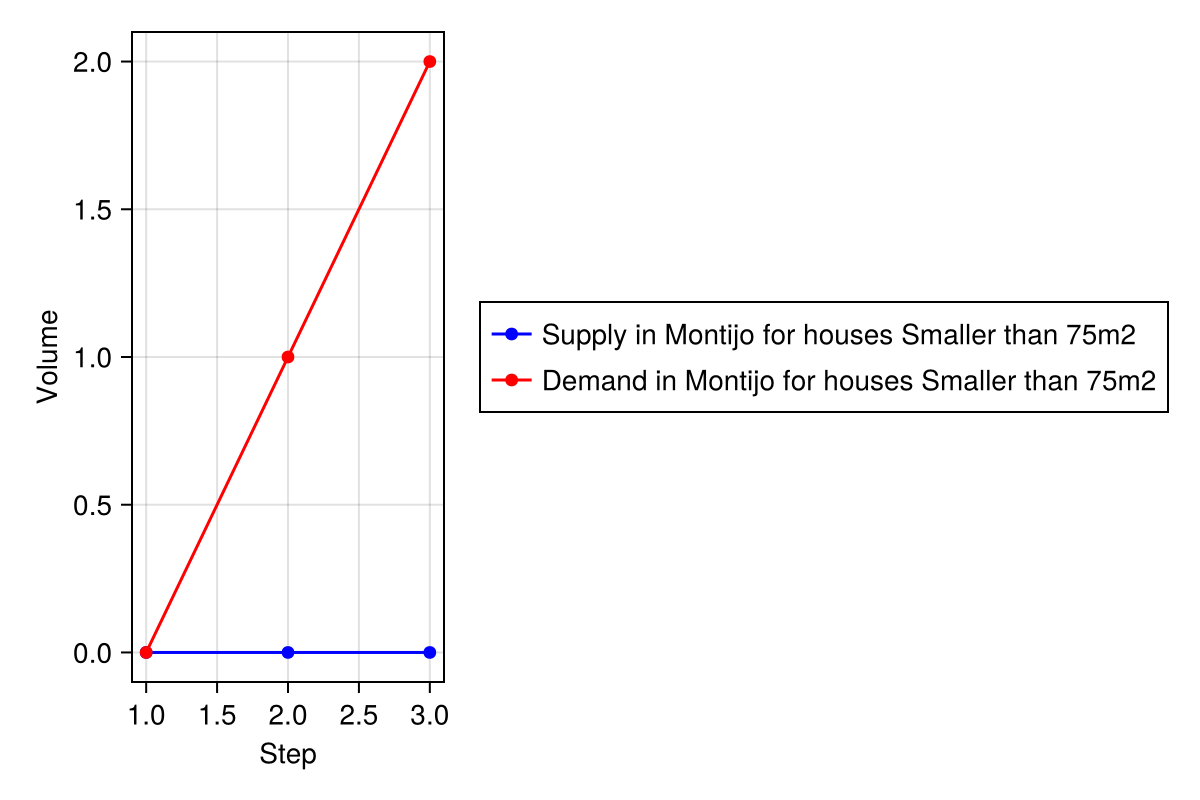 2.0
1.5
1.0
0.5
0.0
Volume
1.0 1.5 2.0 2.5 3.0
Step
Supply in Montijo for houses Smaller than 75m2
Demand in Montijo for houses Smaller than 75m2